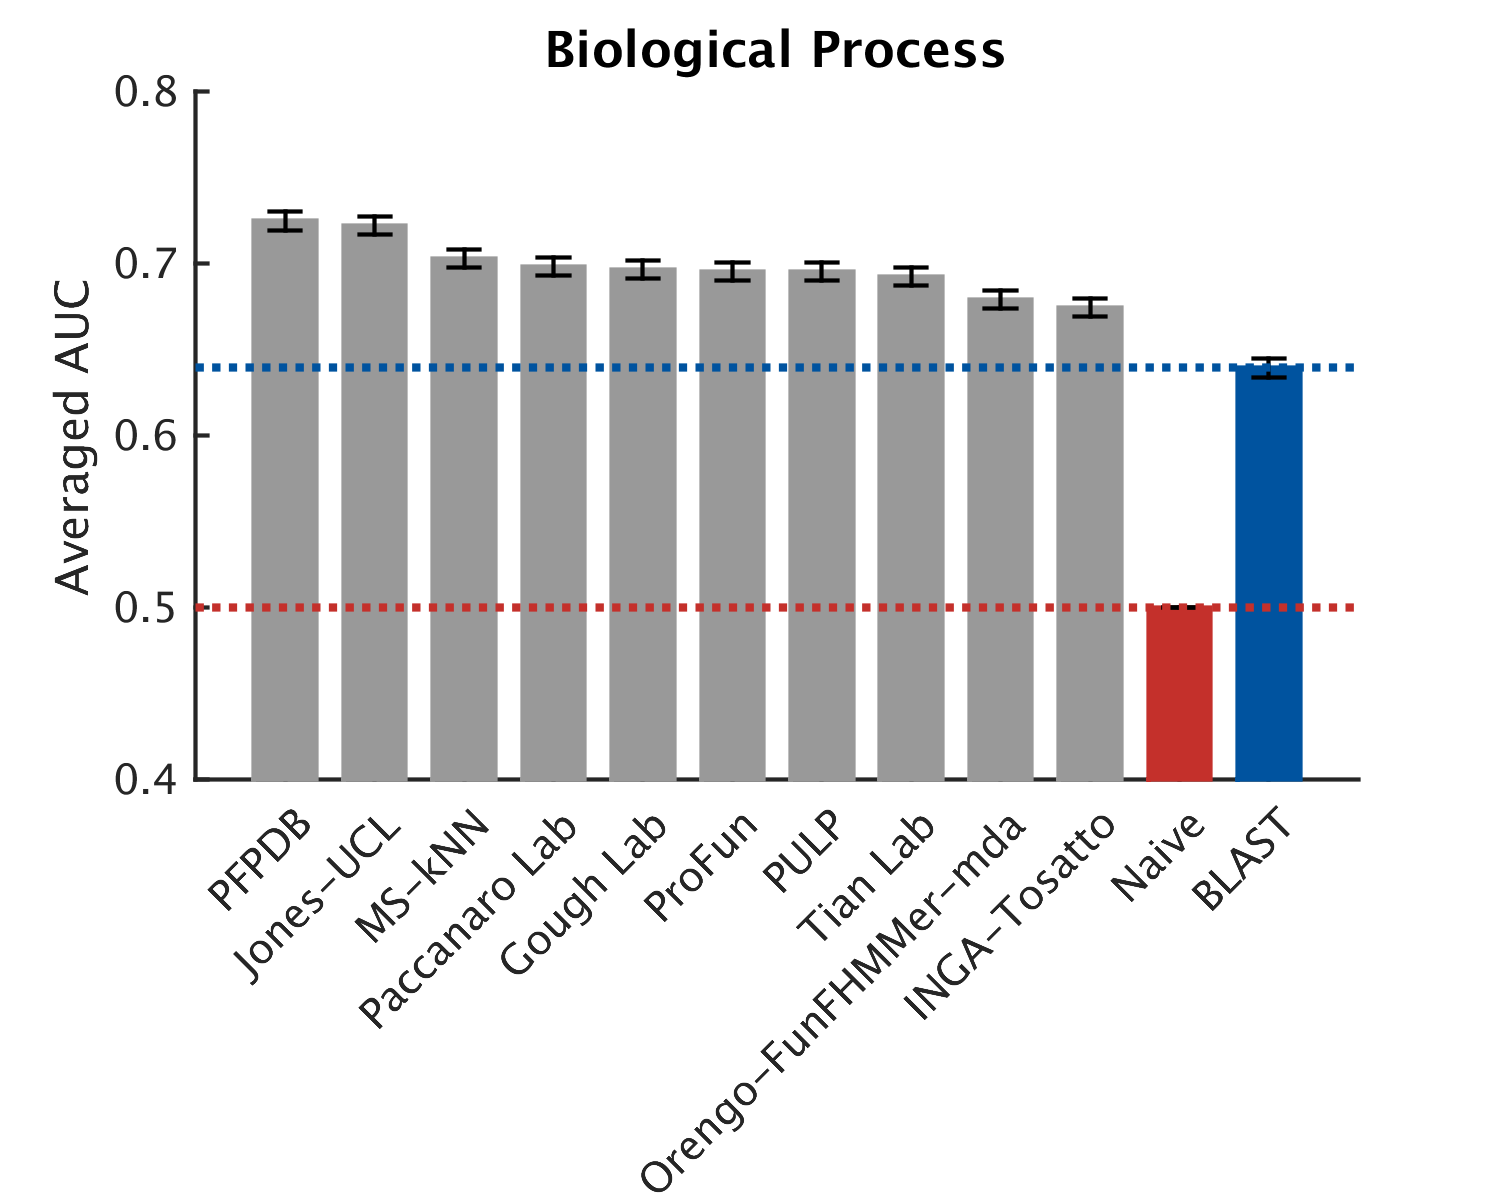 Biological Process
Averaged AUC
0.8
0.7
0.6
0.5
0.4
PFPDB
Jones–UCL
MS–kNN
Paccanaro Lab
Gough Lab
ProFun
PULP
Tian Lab
Orengo–FunFHMMer–mda
INGA–Tosatto
Naive
BLAST